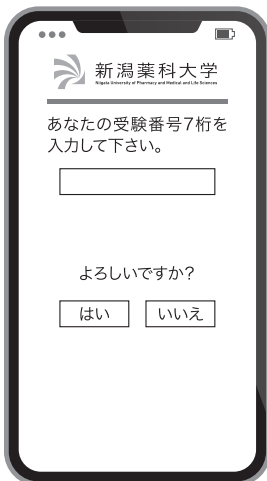 新潟薬科大学
Niigata University of Pharmacy and Medical and Life Sciences
あなたの受験番号7桁を
入力して下さい。
よろしいですか?
はい
いいえ